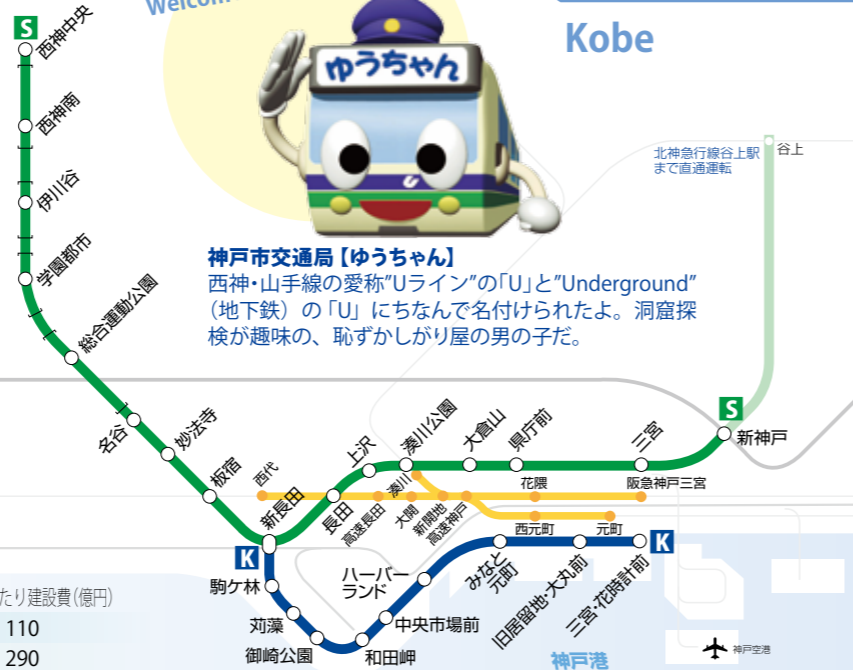 Welcom
Kobe
ゆうちゃん
S
西神中央
西神南
伊川谷
学園都市
総合運動公園
名谷
妙法寺
板宿
新長田
長田
上沢
湊川公園
大倉山
県庁前
三宮
S
新神戸
谷上
北神急行線谷上駅
まで直通運転
神戸市交通局【ゆうちゃん】
西神・山手線の愛称"Uライン"の「U」と"Underground"
（地下鉄）の「U」にちなんで名付けられたよ。洞窟探
検が趣味の、恥ずかしがり屋の男の子だ。
西代
高速長田
大開
湊川
新開地
高速神戸
花隈
阪急神戸三宮
西元町
元町
K
駒ケ林
苅藻
御崎公園
和田岬
中央市場前
ハーバー
ランド
みなと
元町
旧居留地・大丸前
三宮・花時計前
K
神戸港
神戸空港
たり建設費(億円)
110
290